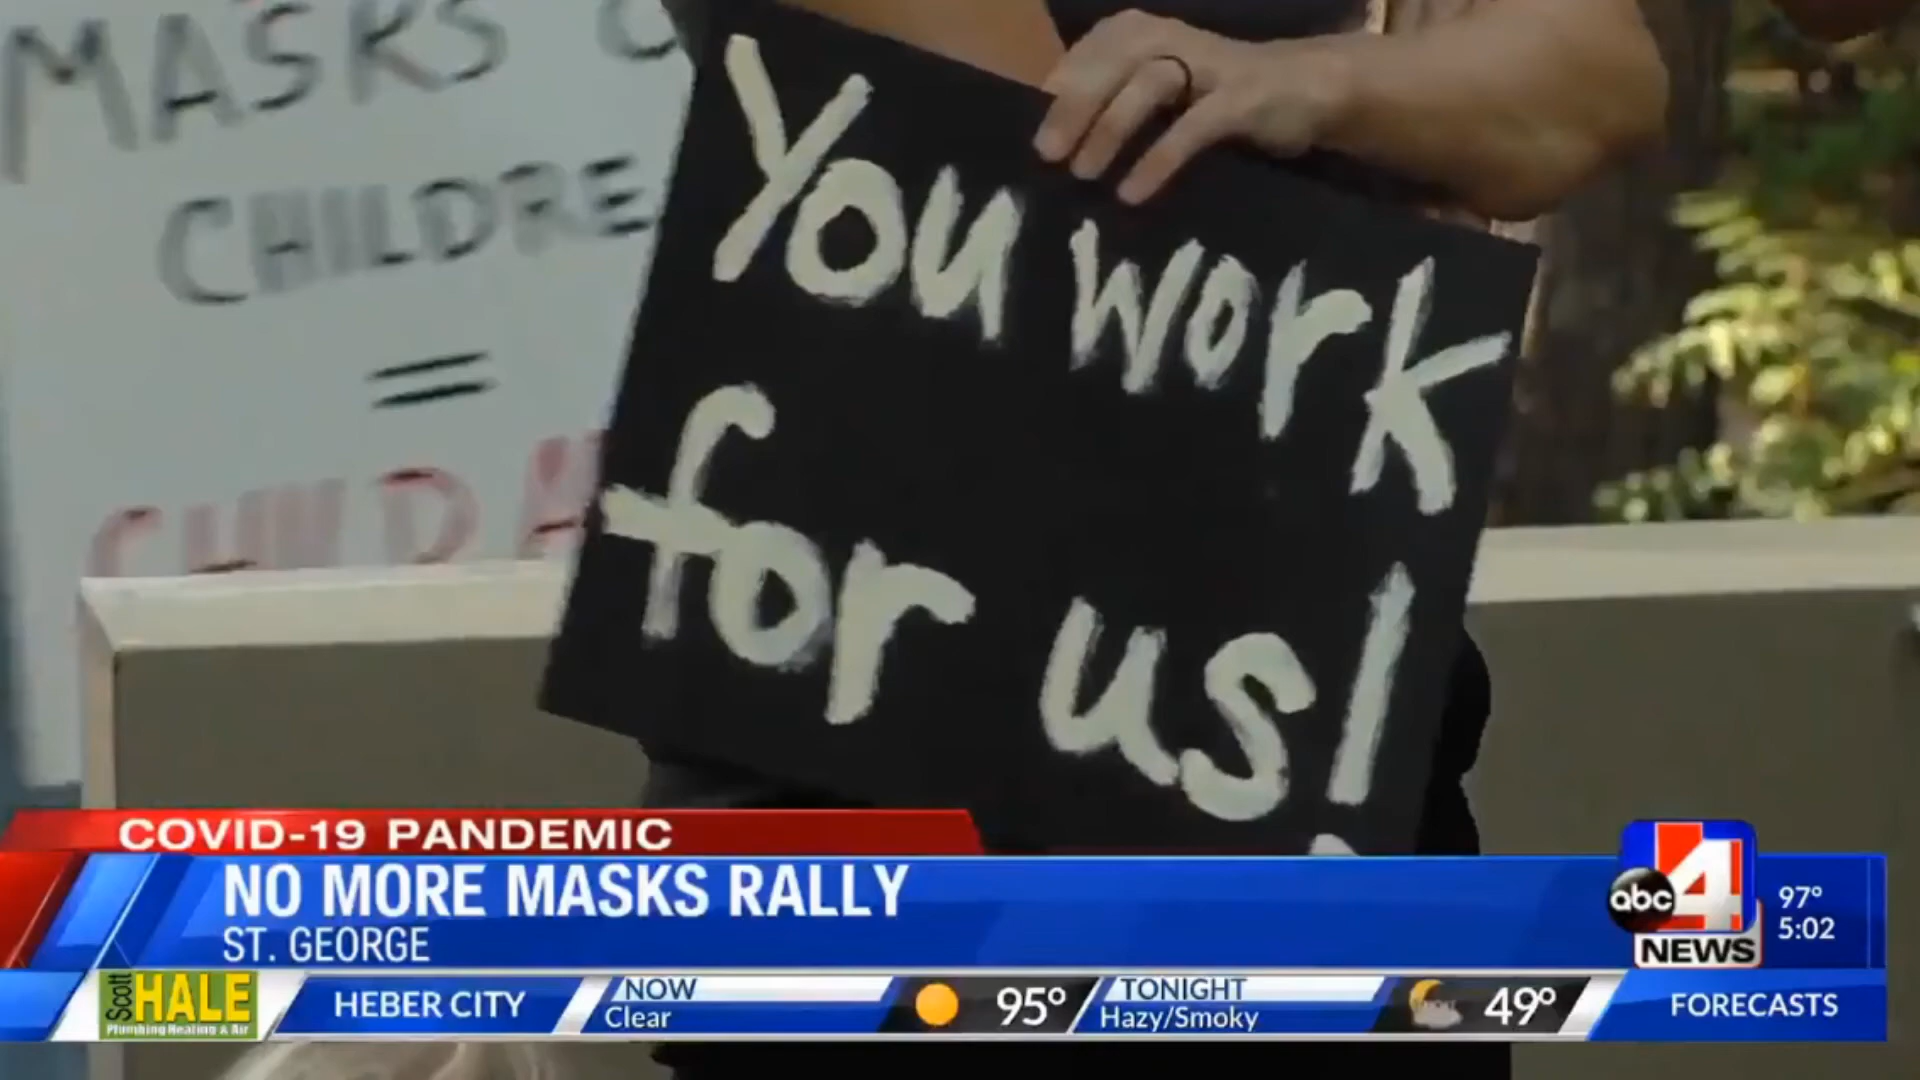 MASKS
CHILDRE
=
CHILD A
You work
for us!
COVID-19 PANDEMIC
NO MORE MASKS RALLY
ST. GEORGE
abc 4
NEWS
97°
5:02
Scott HALE
Plumbing Heating & Air
HEBER CITY
NOW
Clear
95°
TONIGHT
Hazy/Smoky
49°
FORECASTS